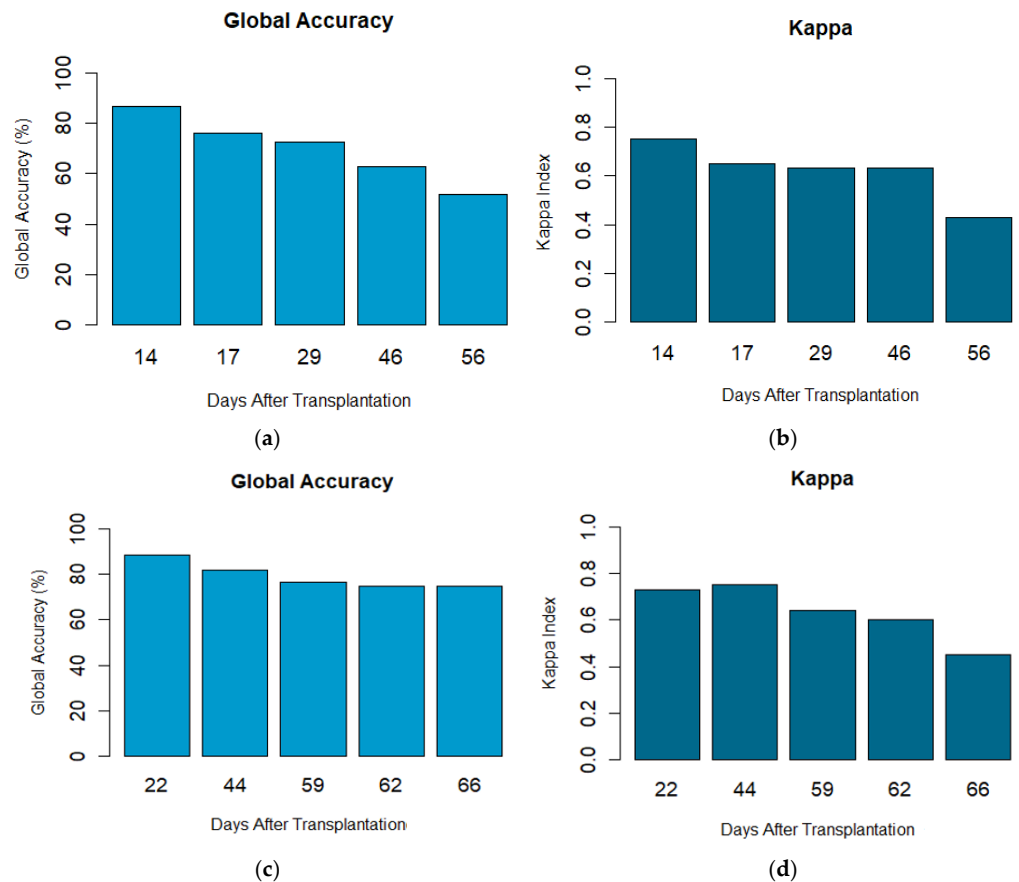 Global Accuracy
Global Accuracy (%)
100
80
60
40
20
0
14 17 29 46 56
Days After Transplantation
(a)
Kappa
Kappa Index
1.0
0.8
0.6
0.4
0.2
0.0
14 17 29 46 56
Days After Transplantation
(b)
Global Accuracy
Global Accuracy (%)
100
80
60
40
20
0
22 44 59 62 66
Days After Transplantation
(c)
Kappa
Kappa Index
1.0
0.8
0.6
0.4
0.2
0.0
22 44 59 62 66
Days After Transplantation
(d)